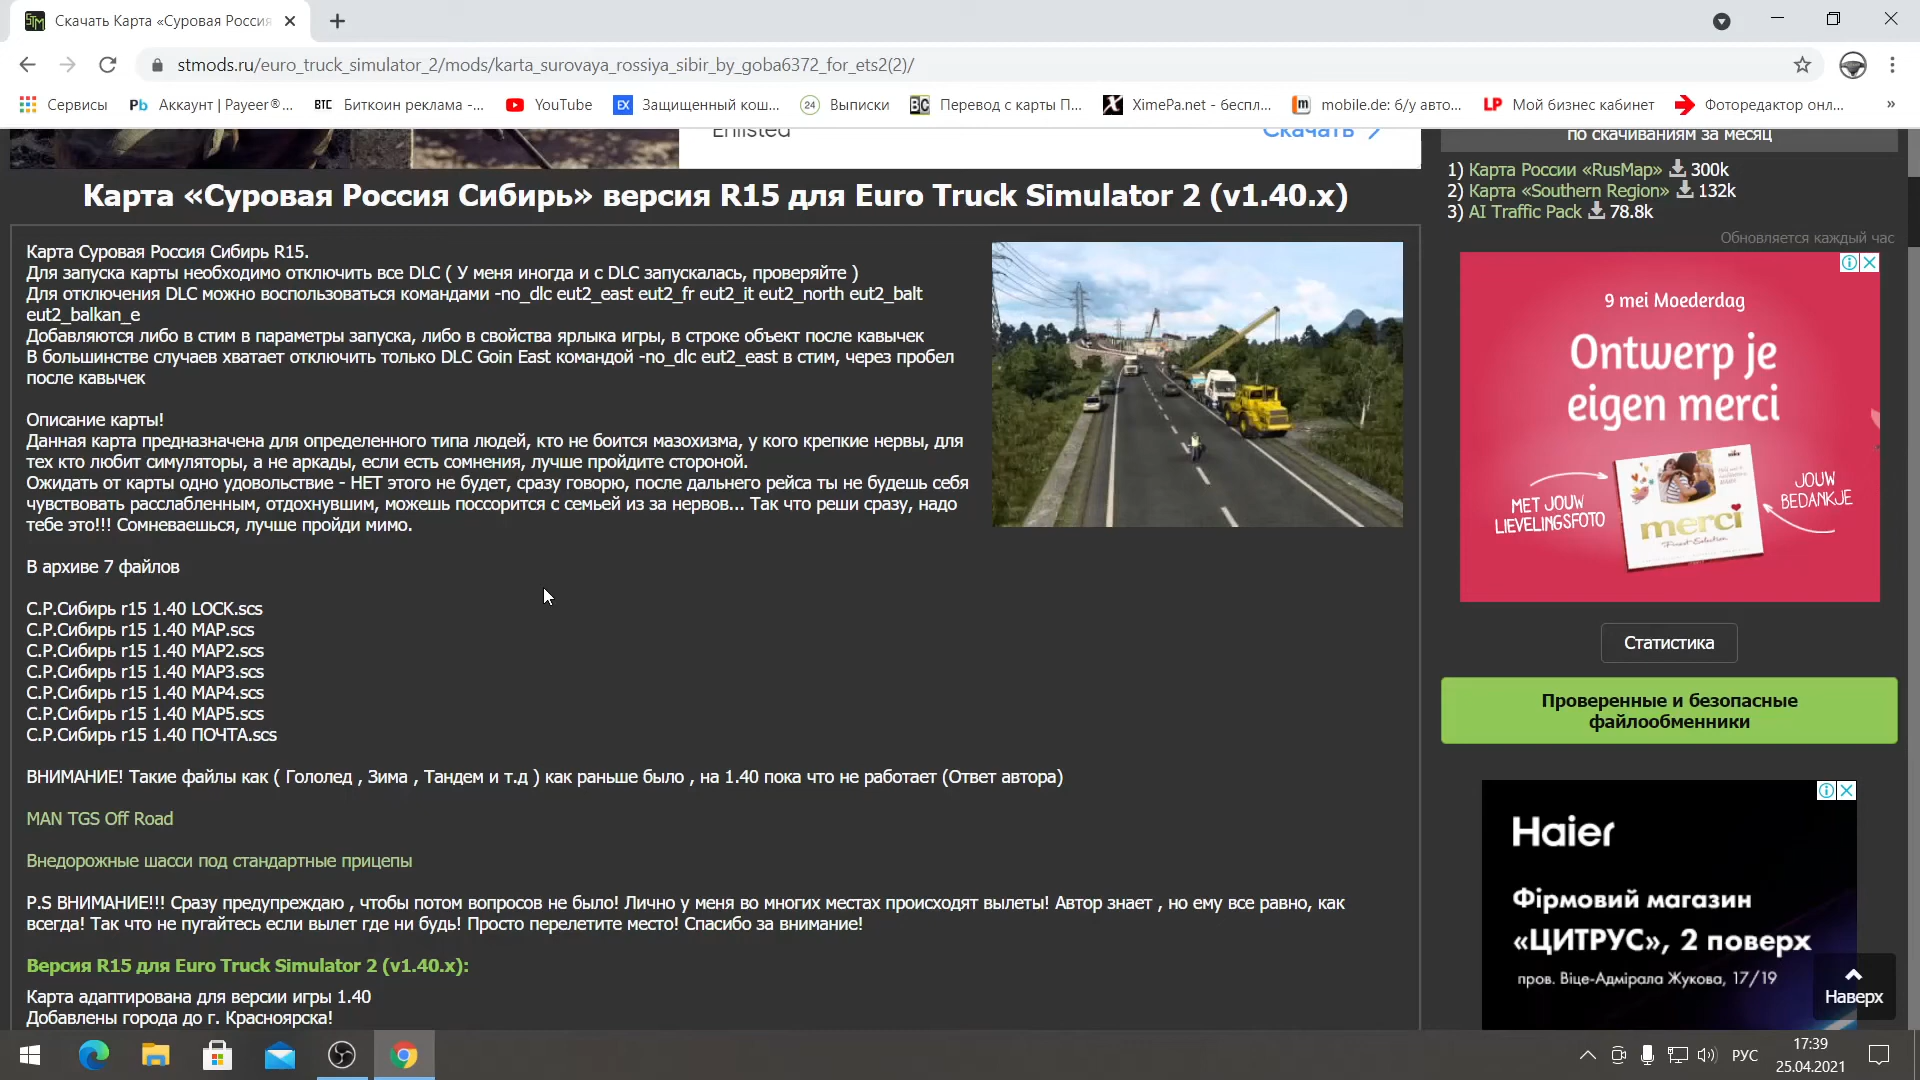 Скачать Карта «Суровая Россия
stmods.ru/euro_truck_simulator_2/mods/karta_surovaya_rossiya_sibir_by_goba6372_for_ets2(2)/
Сервисы
Pb Аккаунт | Payeer®...
BTC Биткоин реклама -...
YouTube
EX Защищенный кош...
24 Выписки
BC Перевод с карты П...
X XimePa.net - беспл...
m mobile.de: б/у авто...
LP Мой бизнес кабинет
Фоторедактор онл...
»
Enlisted
Скачать
Карта «Суровая Россия Сибирь» версия R15 для Euro Truck Simulator 2 (v1.40.x)
Карта Суровая Россия Сибирь R15.
Для запуска карты необходимо отключить все DLC ( У меня иногда и с DLC запускалась, проверяйте )
Для отключения DLC можно воспользоваться командами -no_dlc eut2_east eut2_fr eut2_it eut2_north eut2_balt
eut2_balkan_e
Добавляются либо в стим в параметры запуска, либо в свойства ярлыка игры, в строке объект после кавычек
В большинстве случаев хватает отключить только DLC Goin East командой -no_dlc eut2_east в стим, через пробел
после кавычек
Описание карты!
Данная карта предназначена для определенного типа людей, кто не боится мазохизма, у кого крепкие нервы, для
тех кто любит симуляторы, а не аркады, если есть сомнения, лучше пройдите стороной.
Ожидать от карты одно удовольствие - НЕТ этого не будет, сразу говорю, после дальнего рейса ты не будешь себя
чувствовать расслабленным, отдохнувшим, можешь поссорится с семьей из за нервов... Так что реши сразу, надо
тебе это!!! Сомневаешься, лучше пройди мимо.
В архиве 7 файлов
С.Р.Сибирь r15 1.40 LOCK.scs
С.Р.Сибирь r15 1.40 MAP.scs
С.Р.Сибирь r15 1.40 MAP2.scs
С.Р.Сибирь r15 1.40 MAP3.scs
С.Р.Сибирь r15 1.40 MAP4.scs
С.Р.Сибирь r15 1.40 MAP5.scs
С.Р.Сибирь r15 1.40 ПОЧТА.scs
ВНИМАНИЕ! Такие файлы как ( Гололед , Зима , Тандем и т.д ) как раньше было , на 1.40 пока что не работает (Ответ автора)
MAN TGS Off Road
Внедорожные шасси под стандартные прицепы
P.S ВНИМАНИЕ!!! Сразу предупреждаю , чтобы потом вопросов не было! Лично у меня во многих местах происходят вылеты! Автор знает , но ему все равно, как
всегда! Так что не пугайтесь если вылет где ни будь! Просто перелетите место! Спасибо за внимание!
Версия R15 для Euro Truck Simulator 2 (v1.40.x):
Карта адаптирована для версии игры 1.40
Добавлены города до г. Красноярска!
по скачиваниям за месяц
1) Карта России «RusMap» 300k
2) Карта «Southern Region» 132k
3) AI Traffic Pack 78.8k
Обновляется каждый час
9 mei Moederdag
Ontwerp je
eigen merci
MET JOUW
LIEVELINGSFOTO
JOUW
BEDANKJE
merci
Finest Selection
Статистика
Проверенные и безопасные
файлообменники
Haier
Фірмовий магазин
«ЦИТРУС», 2 поверх
пров. Віце-Адмірала Жукова, 17/19
Наверх
РУС
17:39
25.04.2021